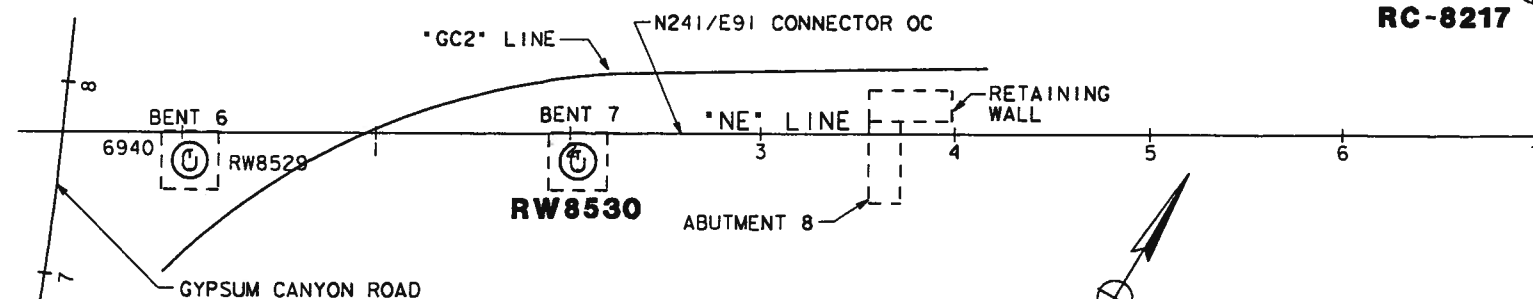 RC-8217
N241/E91 CONNECTOR OC
"GC2" LINE
8
BENT 6
BENT 7
"NE" LINE
RETAINING
WALL
6940
RW8529
1
2
3
4
5
6
RW8530
ABUTMENT 8
7
GYPSUM CANYON ROAD